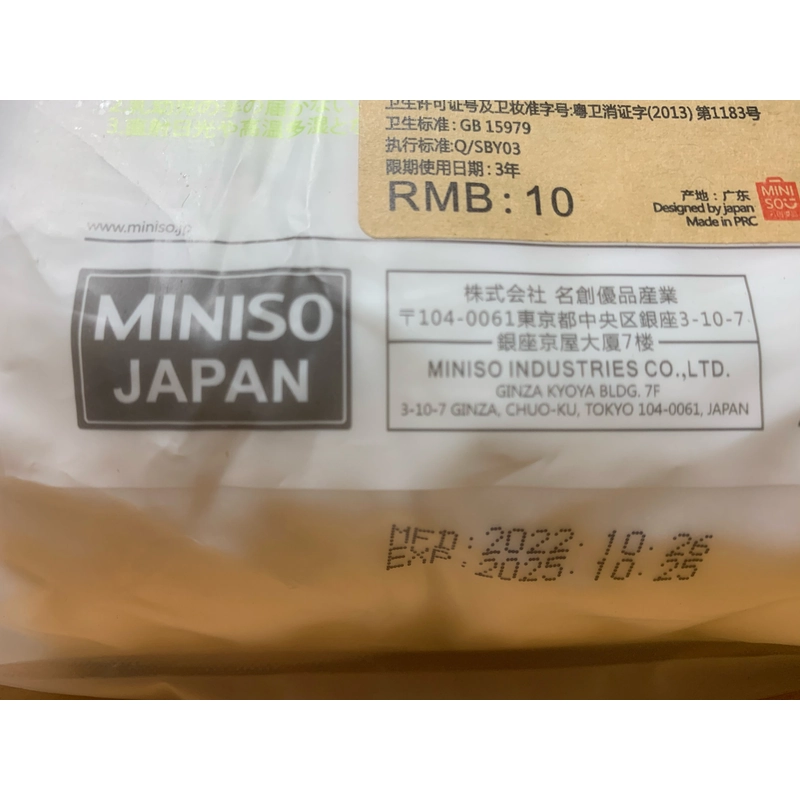 卫生许可证号及卫妆准字号:粤卫消证字(2013) 第1183号
卫生标准 : GB 15979
执行标准:Q/SBY03
限期使用日期 : 3年
RMB : 10
产地 : 广东
Designed by japan
Made in PRC
MINI
SO
www.miniso.jp
MINISO
JAPAN
株式会社 名創優品産業
〒104-0061東京都中央区銀座3-10-7
銀座京屋大厦7楼
MINISO INDUSTRIES CO.,LTD.
GINZA KYOYA BLDG. 7F
3-10-7 GINZA, CHUO-KU, TOKYO 104-0061, JAPAN
MFD: 2022. 10. 26
EXP: 2025. 10. 25